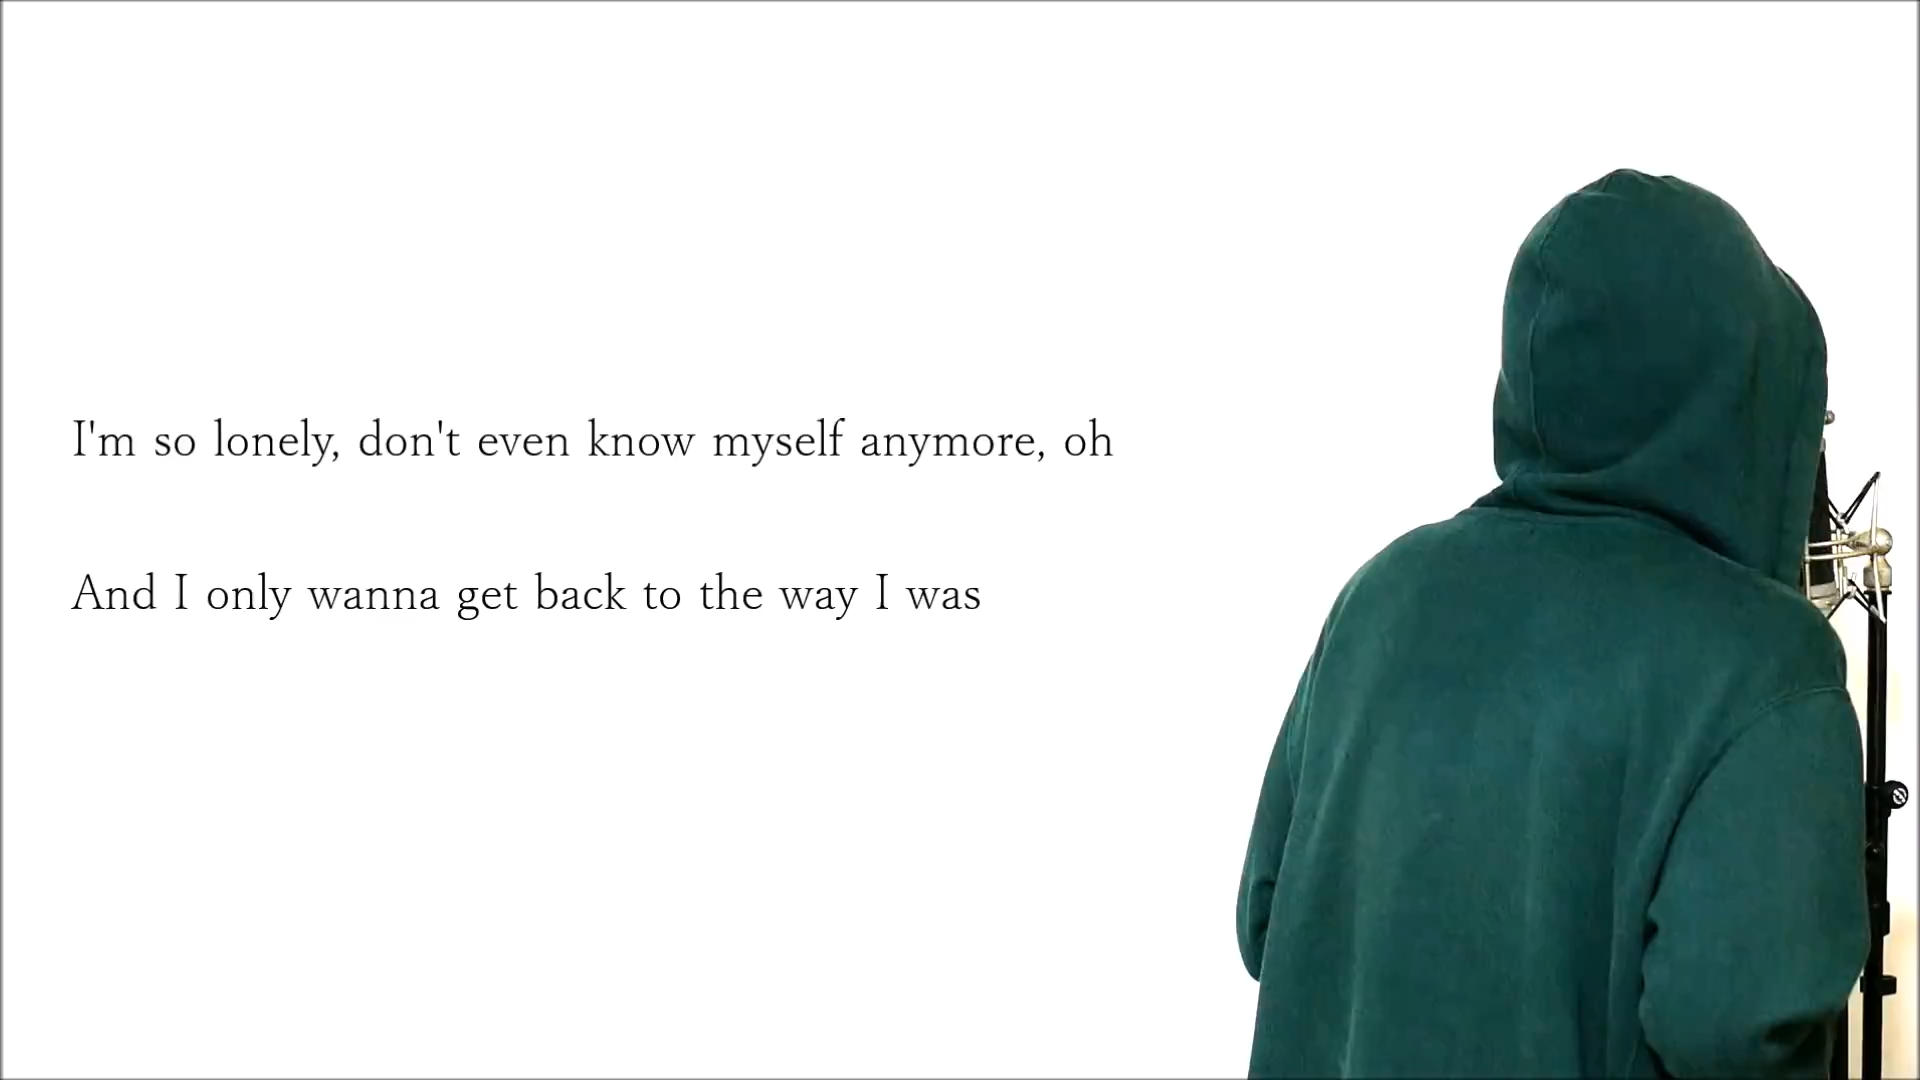 I'm so lonely, don't even know myself anymore, oh
And I only wanna get back to the way I was